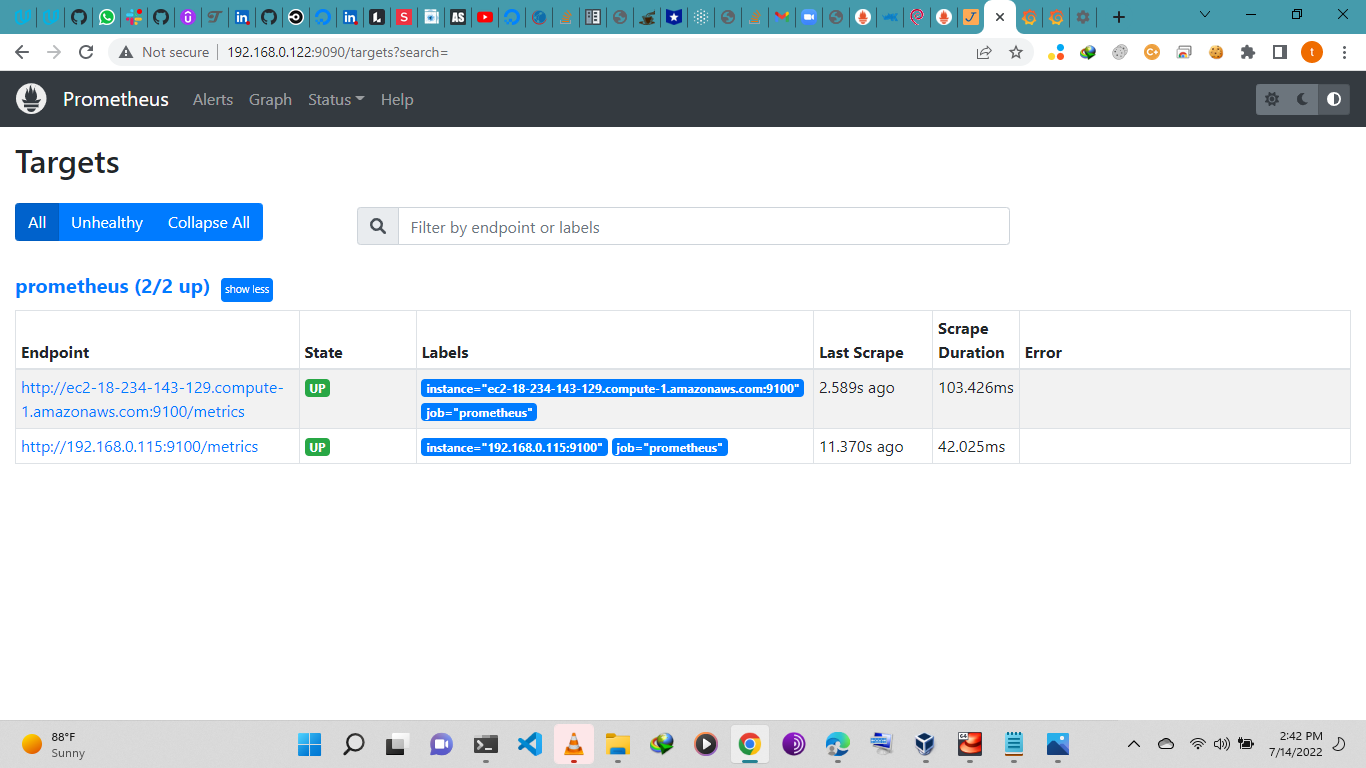 Not secure
192.168.0.122:9090/targets?search=
t
Prometheus Alerts Graph Status Help
Targets
All Unhealthy Collapse All
Filter by endpoint or labels
prometheus (2/2 up) show less
Endpoint State Labels Last Scrape Scrape Duration Error
http://ec2-18-234-143-129.compute-
1.amazonaws.com:9100/metrics
UP
instance="ec2-18-234-143-129.compute-1.amazonaws.com:9100"
job="prometheus"
2.589s ago
103.426ms
http://192.168.0.115:9100/metrics
UP
instance="192.168.0.115:9100" job="prometheus"
11.370s ago
42.025ms
88°F
Sunny
2:42 PM
7/14/2022